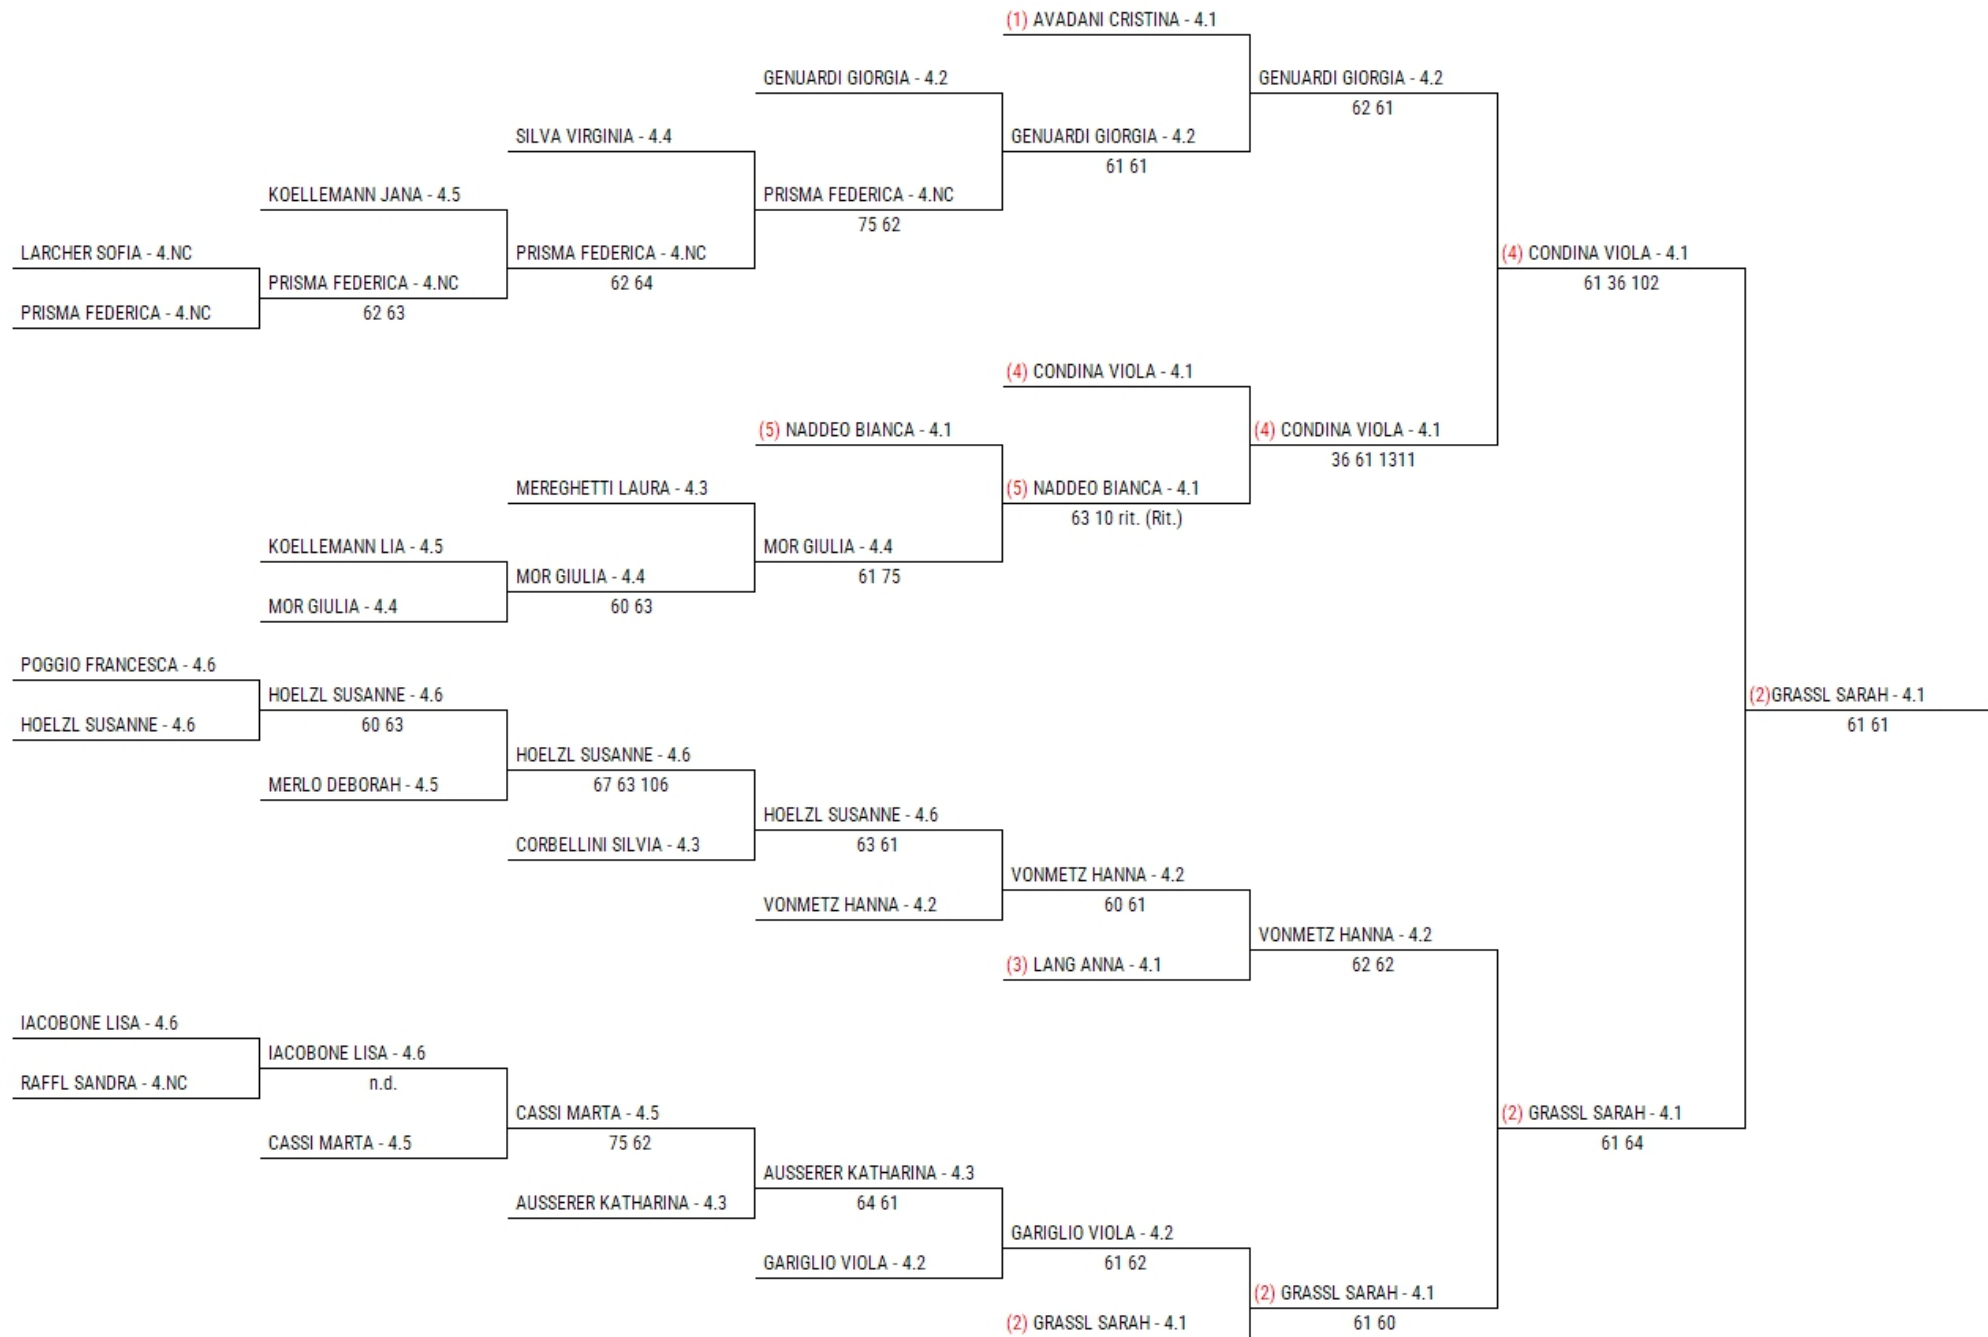 (1) AVADANI CRISTINA - 4.1
GENUARDI GIORGIA - 4.2
GENUARDI GIORGIA - 4.2
62 61
SILVA VIRGINIA - 4.4
GENUARDI GIORGIA - 4.2
61 61
KOELLEMANN JANA - 4.5
PRISMA FEDERICA - 4.NC
75 62
LARCHER SOFIA - 4.NC
PRISMA FEDERICA - 4.NC
62 64
(4) CONDINA VIOLA - 4.1
61 36 102
PRISMA FEDERICA - 4.NC
62 63
PRISMA FEDERICA - 4.NC
(4) CONDINA VIOLA - 4.1
(5) NADDEO BIANCA - 4.1
(4) CONDINA VIOLA - 4.1
36 61 1311
MEREGHETTI LAURA - 4.3
(5) NADDEO BIANCA - 4.1
63 10 rit. (Rit.)
KOELLEMANN LIA - 4.5
MOR GIULIA - 4.4
61 75
MOR GIULIA - 4.4
60 63
MOR GIULIA - 4.4
POGGIO FRANCESCA - 4.6
HOELZL SUSANNE - 4.6
60 63
(2)GRASSL SARAH - 4.1
61 61
HOELZL SUSANNE - 4.6
HOELZL SUSANNE - 4.6
67 63 106
MERLO DEBORAH - 4.5
HOELZL SUSANNE - 4.6
63 61
CORBELLINI SILVIA - 4.3
VONMETZ HANNA - 4.2
60 61
VONMETZ HANNA - 4.2
VONMETZ HANNA - 4.2
62 62
(3) LANG ANNA - 4.1
IACOBONE LISA - 4.6
IACOBONE LISA - 4.6
n.d.
RAFFL SANDRA - 4.NC
CASSI MARTA - 4.5
75 62
(2) GRASSL SARAH - 4.1
61 64
CASSI MARTA - 4.5
AUSSERER KATHARINA - 4.3
64 61
AUSSERER KATHARINA - 4.3
GARIGLIO VIOLA - 4.2
61 62
GARIGLIO VIOLA - 4.2
(2) GRASSL SARAH - 4.1
61 60
(2) GRASSL SARAH - 4.1